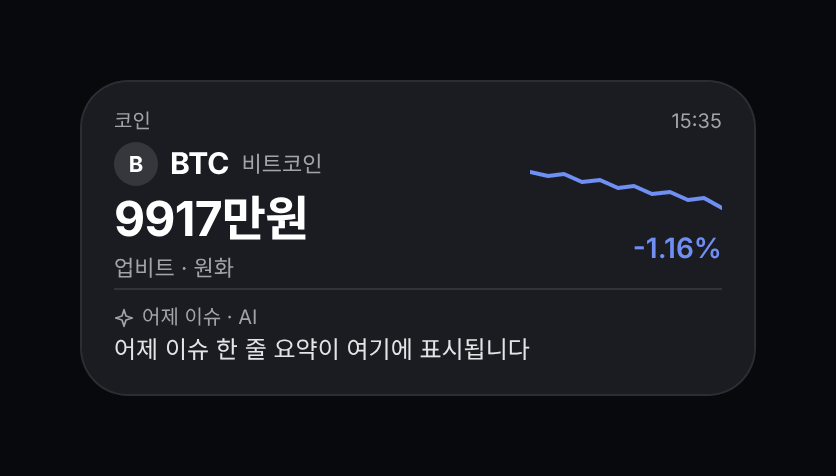 코인
15:35
B BTC 비트코인
9917만원
-1.16%
업비트 · 원화
어제 이슈 · AI
어제 이슈 한 줄 요약이 여기에 표시됩니다